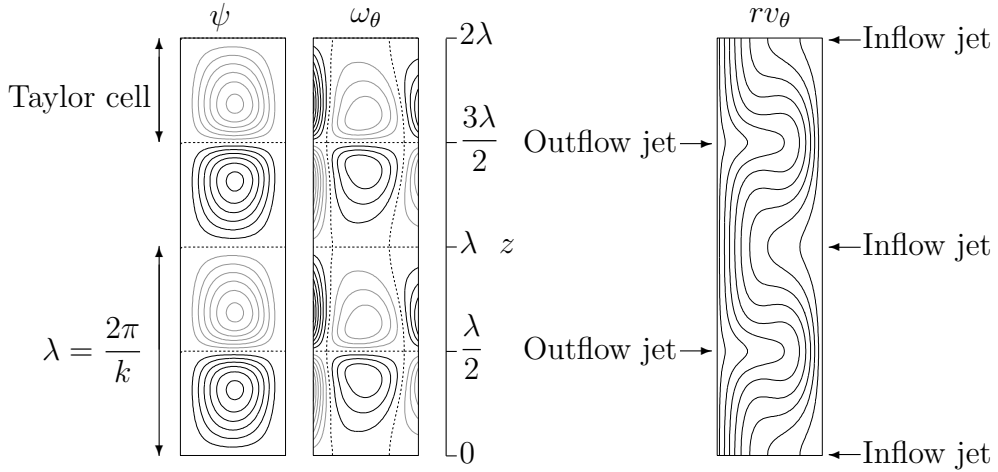 ψ ω_θ rv_θ
2λ Inflow jet
Taylor cell
3λ/2 Outflow jet
λ z Inflow jet
λ = 2π/k
λ/2 Outflow jet
0 Inflow jet